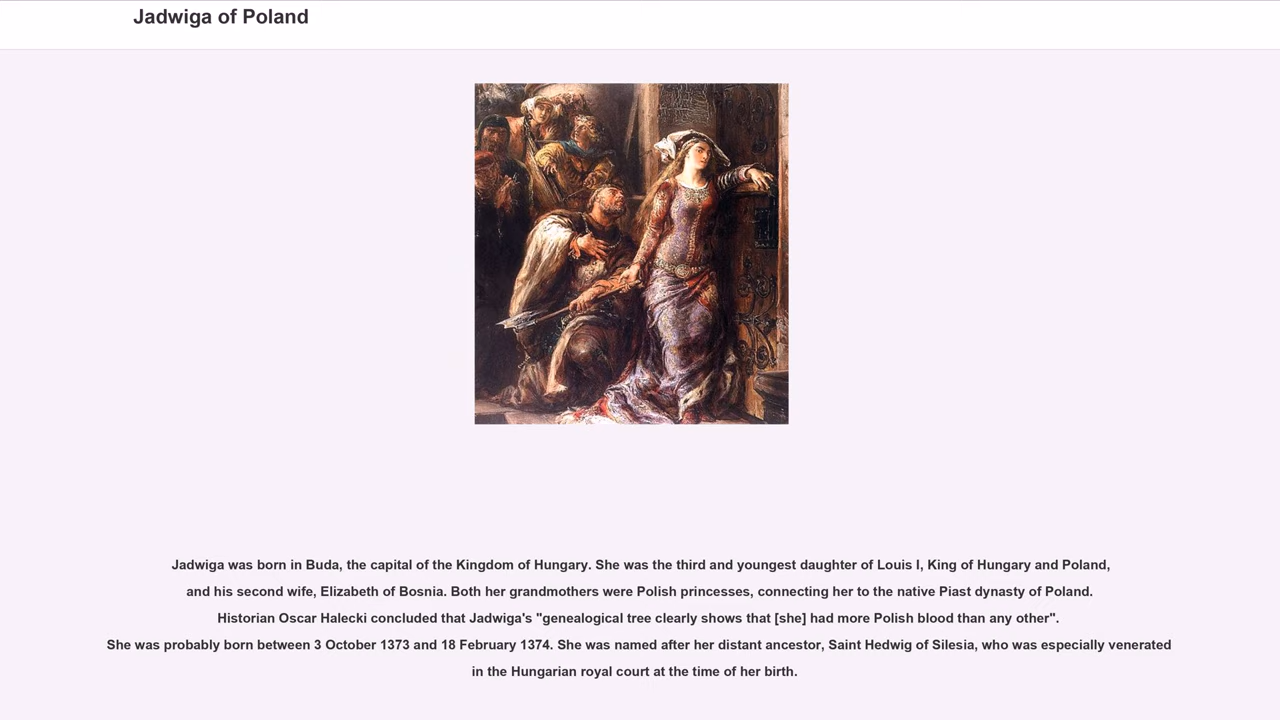 Jadwiga of Poland
Jadwiga was born in Buda, the capital of the Kingdom of Hungary. She was the third and youngest daughter of Louis I, King of Hungary and Poland,
and his second wife, Elizabeth of Bosnia. Both her grandmothers were Polish princesses, connecting her to the native Piast dynasty of Poland.
Historian Oscar Halecki concluded that Jadwiga's "genealogical tree clearly shows that [she] had more Polish blood than any other".
She was probably born between 3 October 1373 and 18 February 1374. She was named after her distant ancestor, Saint Hedwig of Silesia, who was especially venerated
in the Hungarian royal court at the time of her birth.